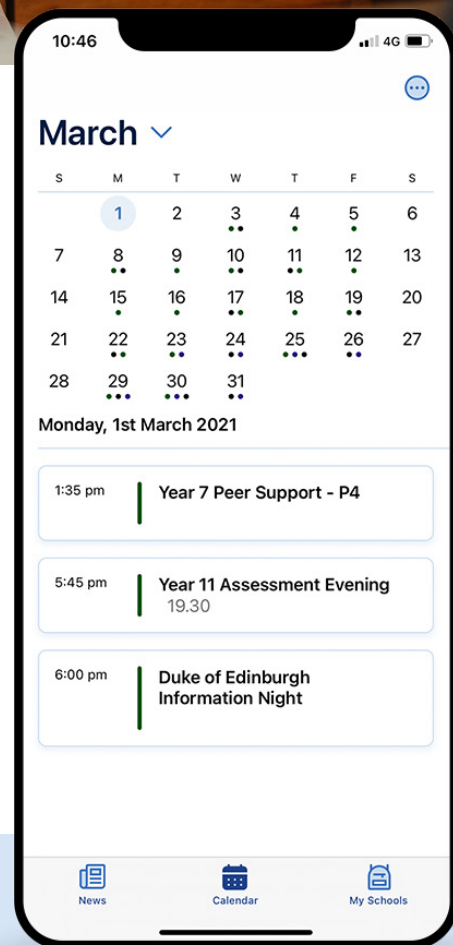 10:46
4G
March
S M T W T F S
1 2 3 4 5 6
7 8 9 10 11 12 13
14 15 16 17 18 19 20
21 22 23 24 25 26 27
28 29 30 31
Monday, 1st March 2021
1:35 pm Year 7 Peer Support - P4
5:45 pm Year 11 Assessment Evening
19.30
6:00 pm Duke of Edinburgh
Information Night
News Calendar My Schools